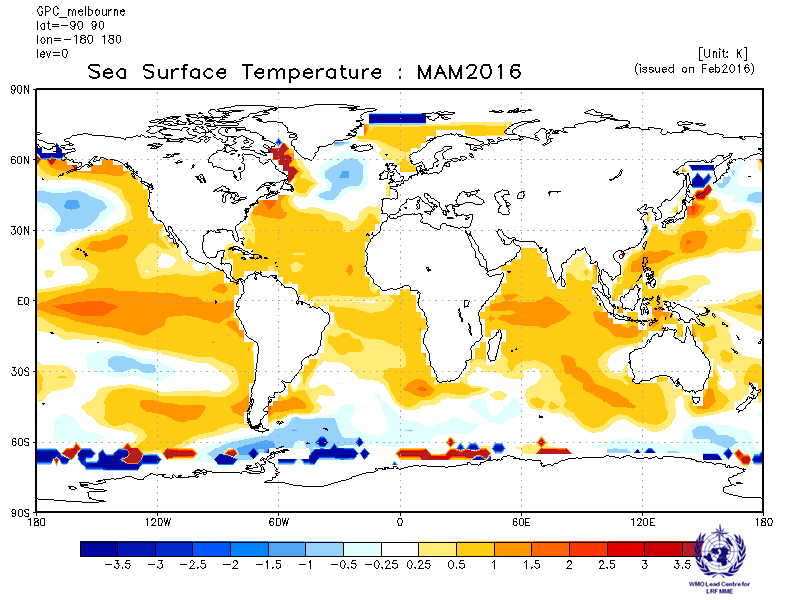 GPC_melbourne
lat=-90 90
lon=-180 180
lev=0
[Unit: K]
Sea Surface Temperature : MAM2016
(issued on Feb2016)
90N
60N
30N
EQ
30S
60S
90S
180 120W 60W 0 60E 120E 180
-3.5 -3 -2.5 -2 -1.5 -1 -0.5 -0.25 0.25 0.5 1 1.5 2 2.5 3 3.5
WMO Lead Centre for
LRF MME